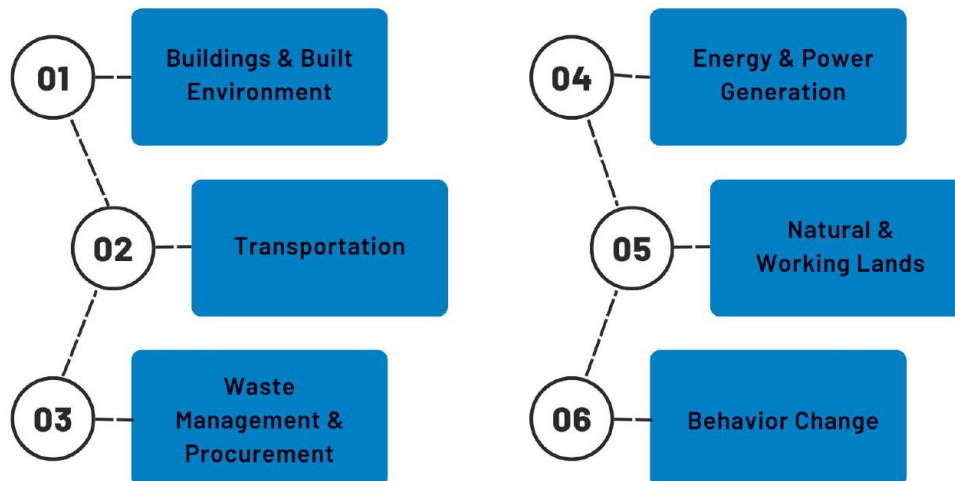 01
Buildings & Built
Environment
02
Transportation
03
Waste
Management &
Procurement
04
Energy & Power
Generation
05
Natural &
Working Lands
06
Behavior Change